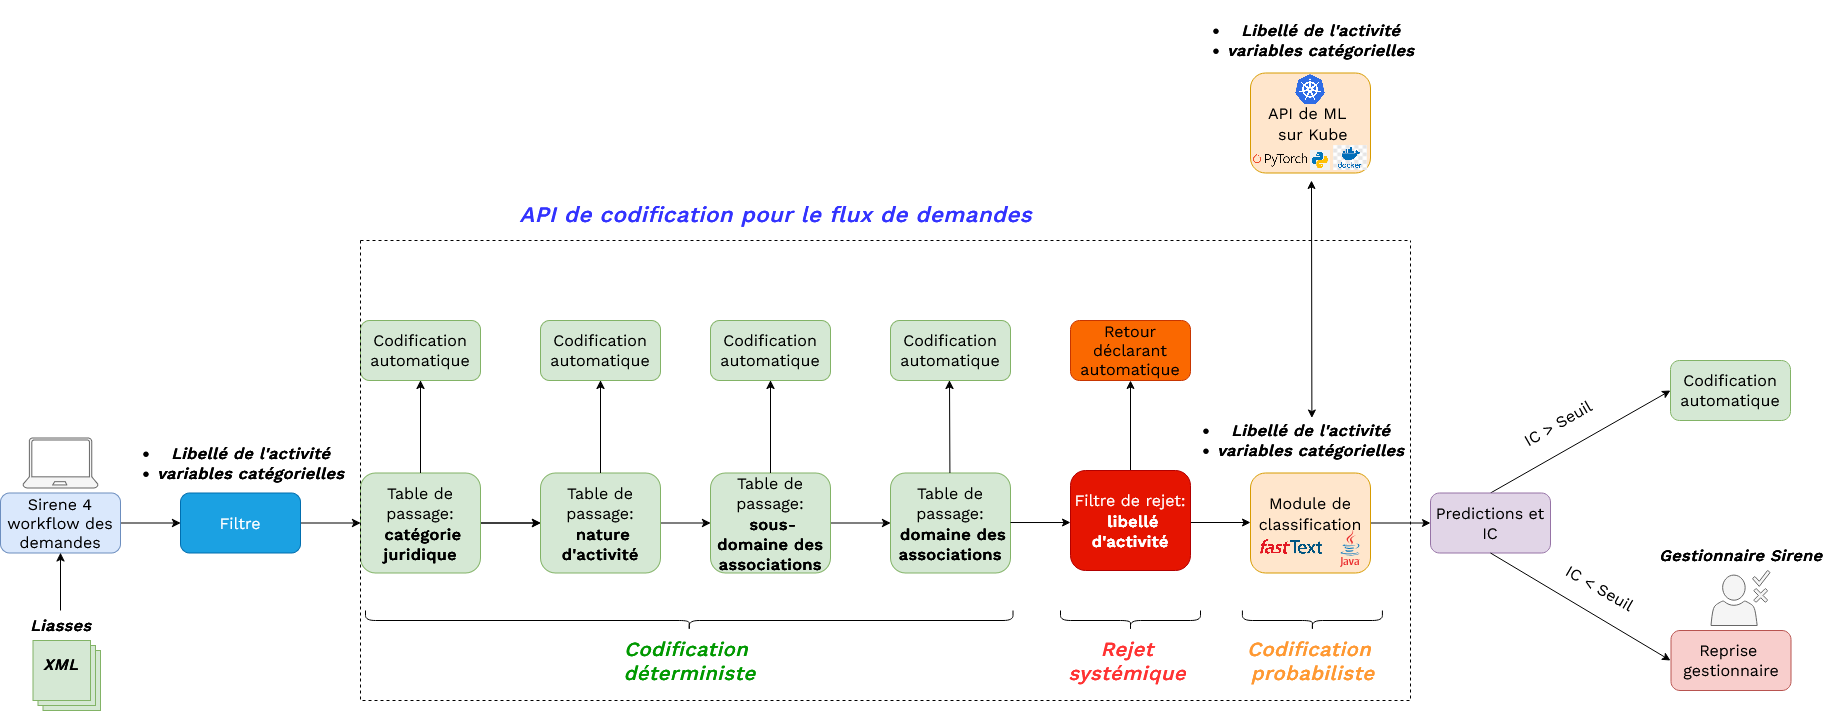 Libellé de l'activité
variables catégorielles
API de ML
sur Kube
PyTorch
docker
API de codification pour le flux de demandes
Codification
automatique
Codification
automatique
Codification
automatique
Codification
automatique
Retour
déclarant
automatique
Codification
automatique
IC > Seuil
Libellé de l'activité
variables catégorielles
Libellé de l'activité
variables catégorielles
Sirene 4
workflow des
demandes
Filtre
Table de
passage:
catégorie
juridique
Table de
passage:
nature
d'activité
Table de
passage:
sous-
domaine des
associations
Table de
passage:
domaine des
associations
Filtre de rejet:
libellé
d'activité
Module de
classification
fastText
Java
Predictions et
IC
IC < Seuil
Gestionnaire Sirene
Reprise
gestionnaire
Liasses
XML
Codification
déterministe
Rejet
systémique
Codification
probabiliste